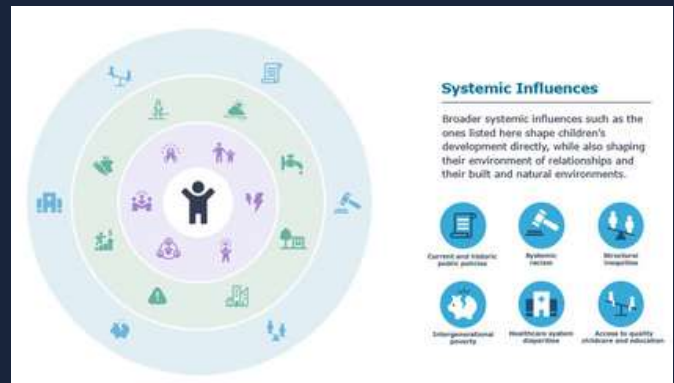 Systemic Influences
Broader systemic influences such as the
ones listed here shape children's
development directly, while also shaping
their environment of relationships and
their built and natural environments.
Current and historic
public policies
Systemic
racism
Structural
inequities
Intergenerational
poverty
Healthcare system
disparities
Access to quality
childcare and education